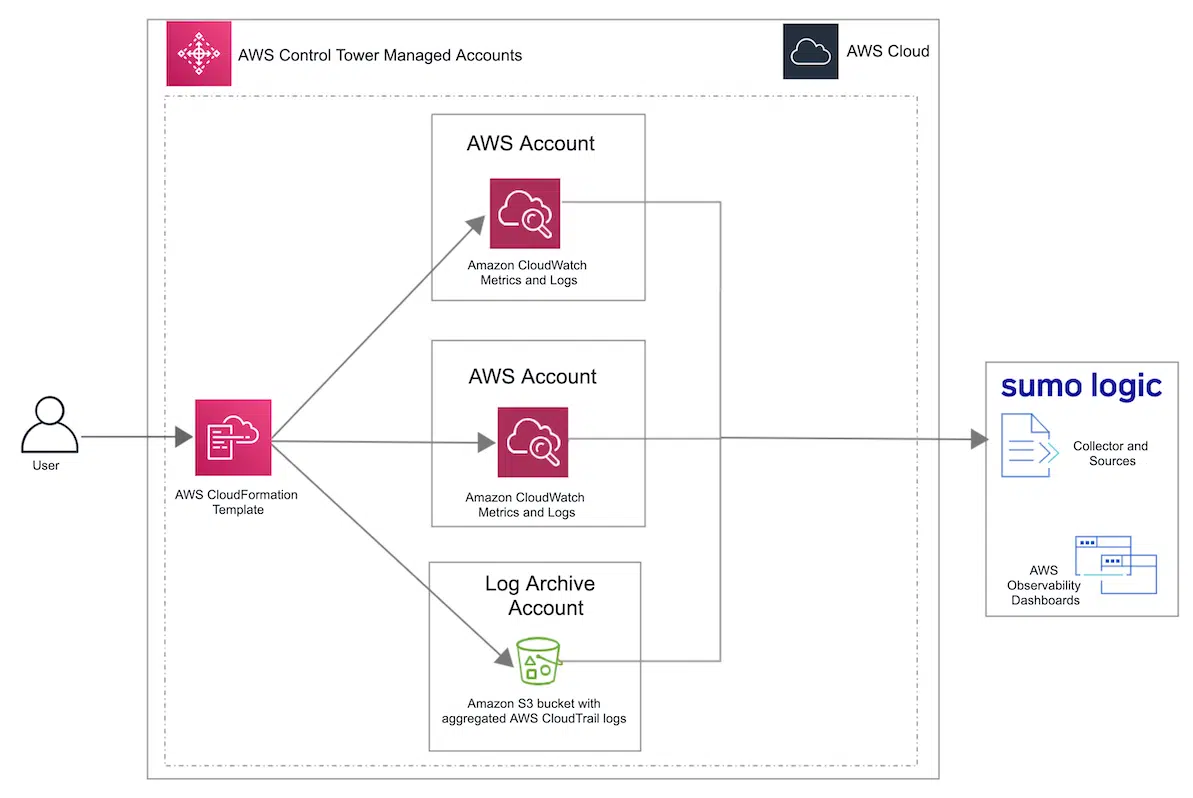 AWS Control Tower Managed Accounts
AWS Cloud
AWS Account
Amazon CloudWatch
Metrics and Logs
AWS Account
Amazon CloudWatch
Metrics and Logs
Log Archive
Account
Amazon S3 bucket with
aggregated AWS CloudTrail logs
User
AWS CloudFormation
Template
sumo logic
Collector and
Sources
AWS
Observability
Dashboards